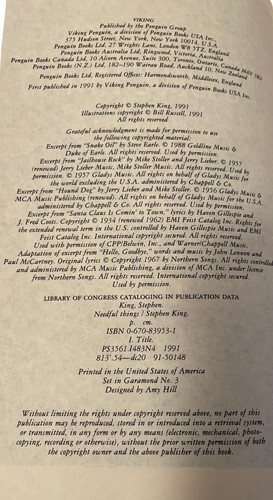 VIKING
Published by the Penguin Group
Viking Penguin, a division of Penguin Books USA Inc.,
375 Hudson Street, New York, New York 10014, U.S.A.
Penguin Books Ltd, 27 Wrights Lane, London W8 5TZ, England
Penguin Books Australia Ltd, Ringwood, Victoria, Australia
Penguin Books Canada Ltd, 10 Alcorn Avenue, Suite 300, Toronto, Ontario, Canada M4V 3B2
Penguin Books (N.Z.) Ltd, 182–190 Wairau Road, Auckland 10, New Zealand
Penguin Books Ltd, Registered Offices: Harmondsworth, Middlesex, England
First published in 1991 by Viking Penguin, a division of Penguin Books USA Inc.
Copyright © Stephen King, 1991
Illustrations copyright © Bill Russell, 1991
All rights reserved
Grateful acknowledgment is made for permission to use
the following copyrighted material:
Excerpt from "Snake Oil" by Steve Earle. © 1988 Goldline Music &
Duke of Earle. All rights reserved. Used by permission.
Excerpt from "Jailhouse Rock" by Mike Stoller and Jerry Leiber. © 1957
(renewed) Jerry Leiber Music, Mike Stoller Music. All rights reserved. Used by
permission. © 1957 Gladys Music. All rights on behalf of Gladys Music for
the world excluding the U.S.A. administered by Chappell & Co.
Excerpt from "Hound Dog" by Jerry Leiber and Mike Stoller. © 1956 Gladys Music &
MCA Music Publishing (renewed). All rights on behalf of Gladys Music for the U.S.A.
administered by Chappell & Co. All rights reserved. Used by permission.
Excerpt from "Santa Claus Is Comin' to Town," lyrics by Haven Gillespie and
J. Fred Coots. Copyright © 1934 (renewed 1962) EMI Feist Catalog Inc. Rights for
the extended renewal term in the U.S. controlled by Haven Gillespie Music and EMI
Feist Catalog Inc. International copyright secured. All rights reserved.
Used with permission of CPP/Belwin, Inc., and Warner/Chappell Music.
Adaptation of excerpt from "Hello, Goodbye," words and music by John Lennon and
Paul McCartney. Original lyrics © Copyright 1967 by Northern Songs. All rights controlled
and administered by MCA Music Publishing, a division of MCA Inc. under license
from Northern Songs. All rights reserved. International copyright secured.
Used by permission.
LIBRARY OF CONGRESS CATALOGING IN PUBLICATION DATA
King, Stephen.
Needful things / Stephen King.
p. cm.
ISBN 0-670-83953-1
I. Title.
PS3561.I483N4 1991
813'.54—dc20 91-50148
Printed in the United States of America
Set in Garamond No. 3
Designed by Amy Hill
Without limiting the rights under copyright reserved above, no part of this
publication may be reproduced, stored in or introduced into a retrieval system,
or transmitted, in any form or by any means (electronic, mechanical, photo-
copying, recording or otherwise), without the prior written permission of both
the copyright owner and the above publisher of this book.